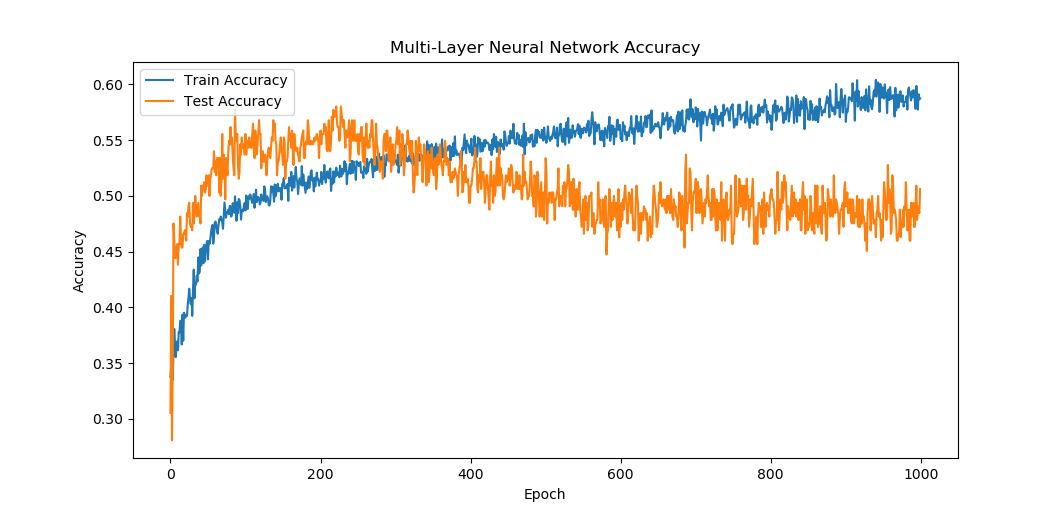 Multi-Layer Neural Network Accuracy
Train Accuracy
Test Accuracy
Accuracy
0.60
0.55
0.50
0.45
0.40
0.35
0.30
0
200
400
600
800
1000
Epoch